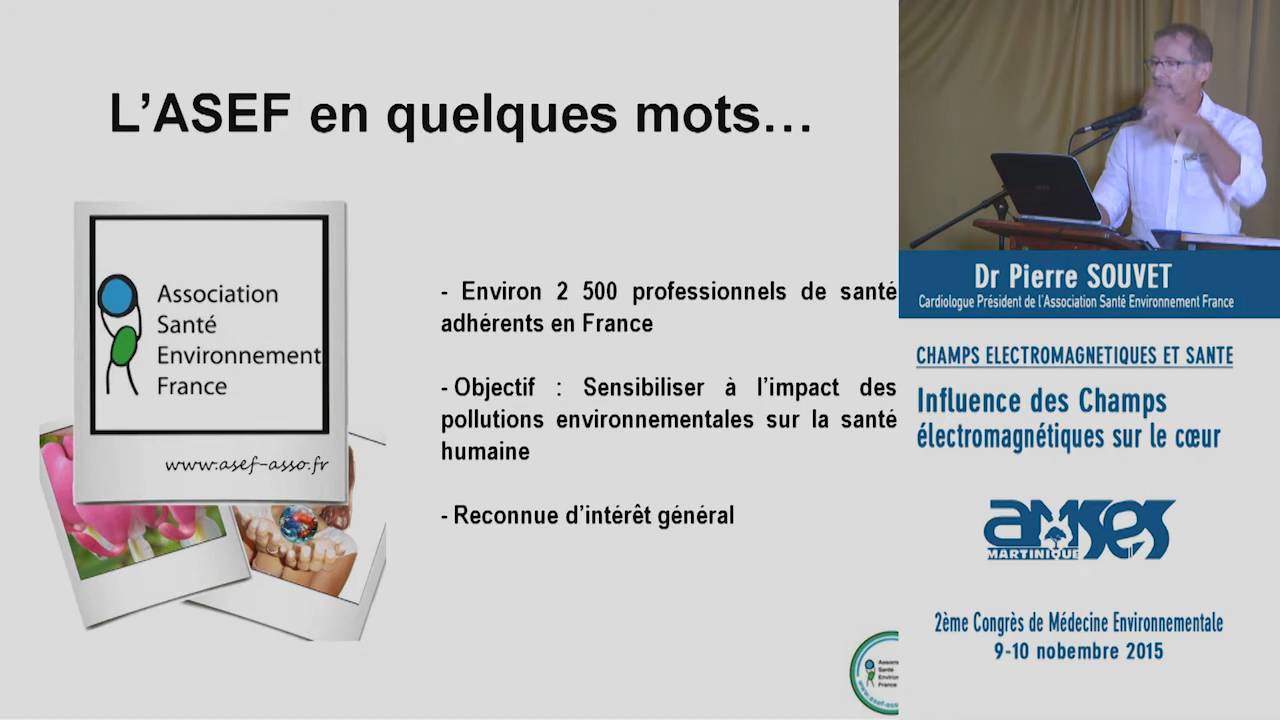 L’ASEF en quelques mots…
Association
Santé
Environnement
France
www.asef-asso.fr
- Environ 2 500 professionnels de santé
adhérents en France
- Objectif : Sensibiliser à l’impact des
pollutions environnementales sur la santé
humaine
- Reconnue d’intérêt général
Dr Pierre SOUVET
Cardiologue Président de l’Association Santé Environnement France
CHAMPS ELECTROMAGNETIQUES ET SANTE
Influence des Champs
électromagnétiques sur le cœur
AMSES
MARTINIQUE
2ème Congrès de Médecine Environnementale
9-10 nobembre 2015